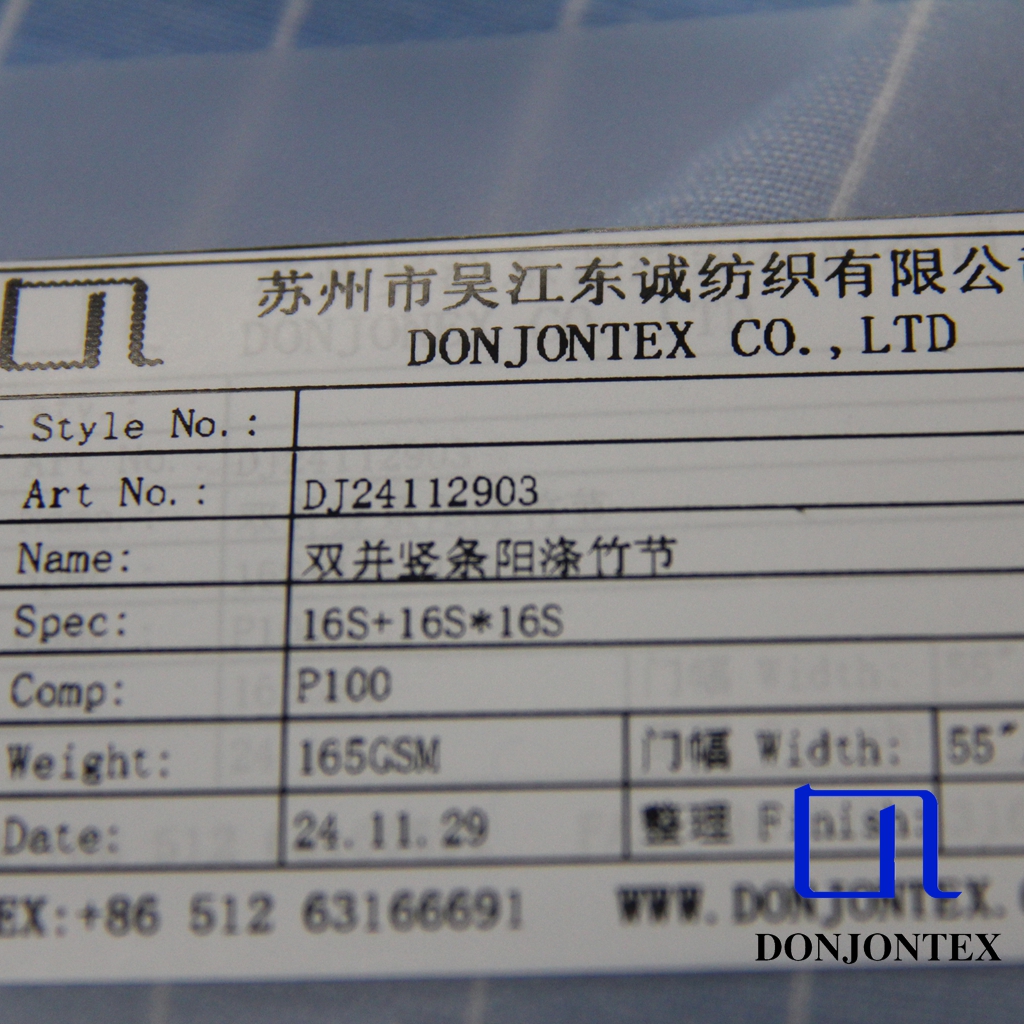 苏州市吴江东诚纺织有限公司
DONJONTEX CO.,LTD
Style No.:
Art No.: DJ24112903
Name: 双并竖条阳涤竹节
Spec: 16S+16S*16S
Comp: P100
Weight: 165GSM 门幅 Width: 55"
Date: 24.11.29 整理 Finish:
EX:+86 512 63166691 WWW.DONJONTEX.
DONJONTEX